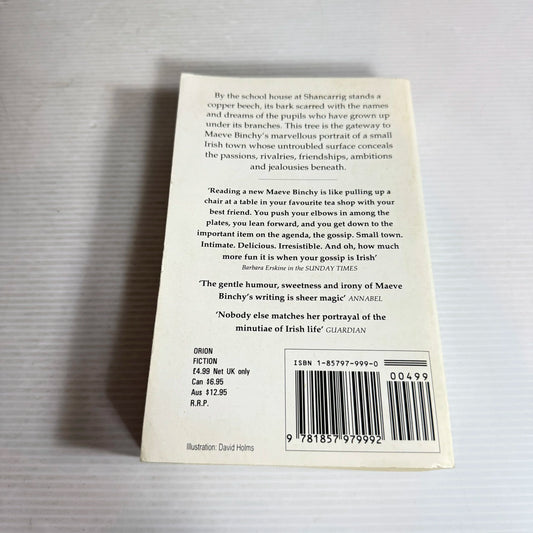 By the school house at Shancarrig stands a
copper beech, its bark scarred with the names
and dreams of the pupils who have grown up
under its branches. This tree is the gateway to
Maeve Binchy's marvellous portrait of a small
Irish town whose untroubled surface conceals
the passions, rivalries, friendships, ambitions
and jealousies beneath.
'Reading a new Maeve Binchy is like pulling up a
chair at a table in your favourite tea shop with your
best friend. You push your elbows in among the
plates, you lean forward, and you get down to the
important item on the agenda, the gossip. Small town.
Intimate. Delicious. Irresistible. And oh, how much
more fun it is when your gossip is Irish'
Barbara Erskine in the SUNDAY TIMES
'The gentle humour, sweetness and irony of Maeve
Binchy's writing is sheer magic' ANNABEL
'Nobody else matches her portrayal of the
minutiae of Irish life' GUARDIAN
ORION
FICTION
£4.99 Net UK only
Can $6.95
Aus $12.95
R.R.P.
Illustration: David Holms
ISBN 1-85797-999-0
00499
9 781857 979992